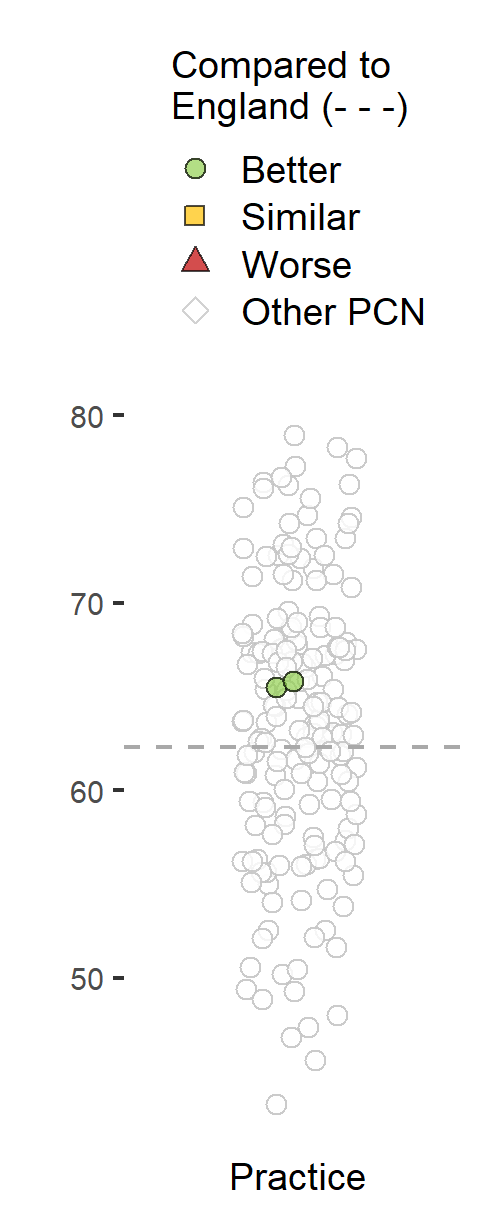 Compared to
England (- - -)
Better
Similar
Worse
Other PCN
80
70
60
50
Practice